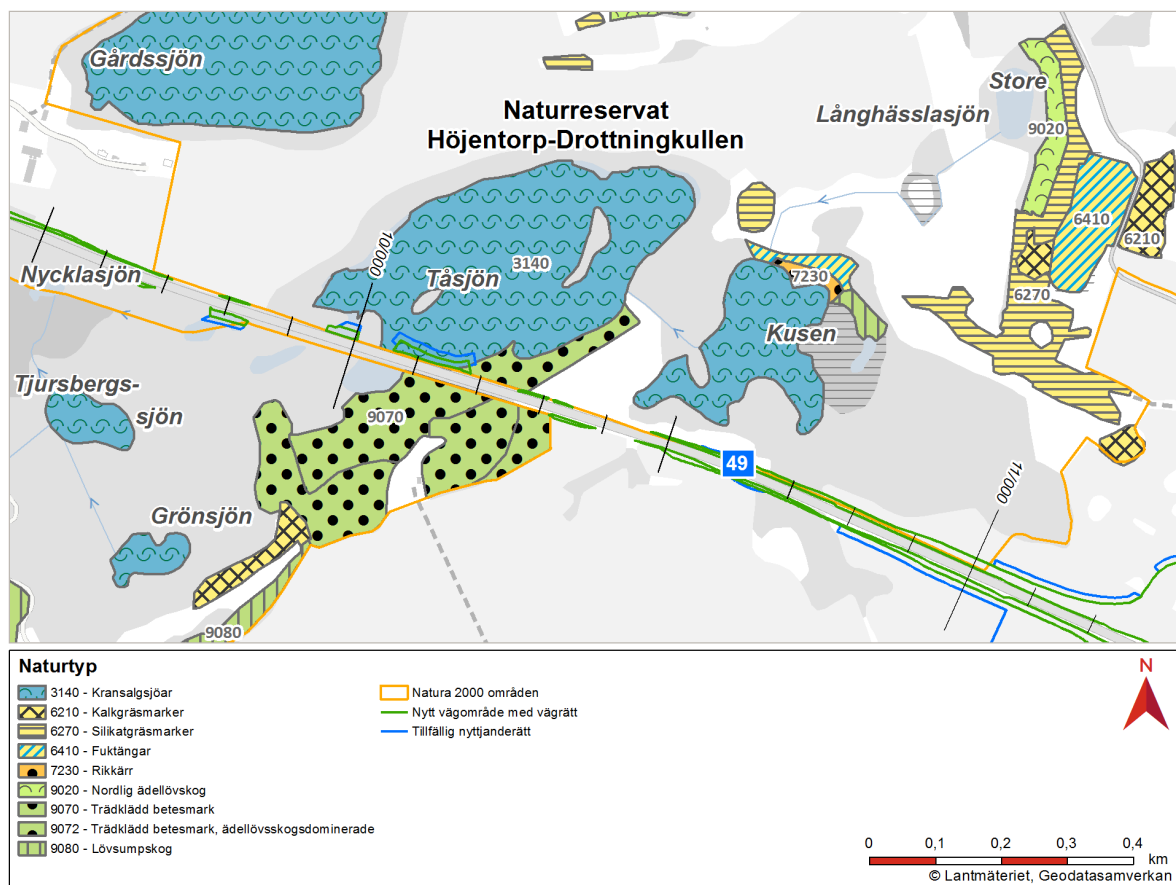 Gårdssjön
Naturreservat
Höjentorp-Drottningkullen
Store
Långhässlasjön
9020
6410
6210
10/000
3140
Tåsjön
Nycklasjön
7230
6270
Kusen
Tjursbergs-
sjön
9070
49
11/000
Grönsjön
9080
Naturtyp
3140 - Kransalgsjöar
6210 - Kalkgräsmarker
6270 - Silikatgräsmarker
6410 - Fuktängar
7230 - Rikkärr
9020 - Nordlig ädellövskog
9070 - Trädklädd betesmark
9072 - Trädklädd betesmark, ädellövsskogsdominerade
9080 - Lövsumpskog
Natura 2000 områden
Nytt vägområde med vägrätt
Tillfällig nyttjanderätt
N
0 0,1 0,2 0,3 0,4
km
© Lantmäteriet, Geodatasamverkan